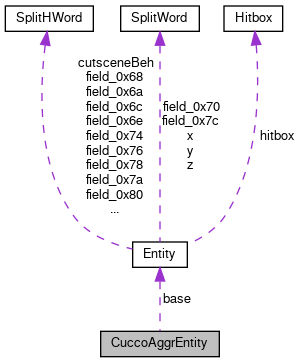 SplitHWord
SplitWord
Hitbox
cutsceneBeh
field_0x68
field_0x6a
field_0x6c
field_0x6e
field_0x74
field_0x76
field_0x78
field_0x7a
field_0x80
...
field_0x70
field_0x7c
x
y
z
hitbox
Entity
base
CuccoAggrEntity